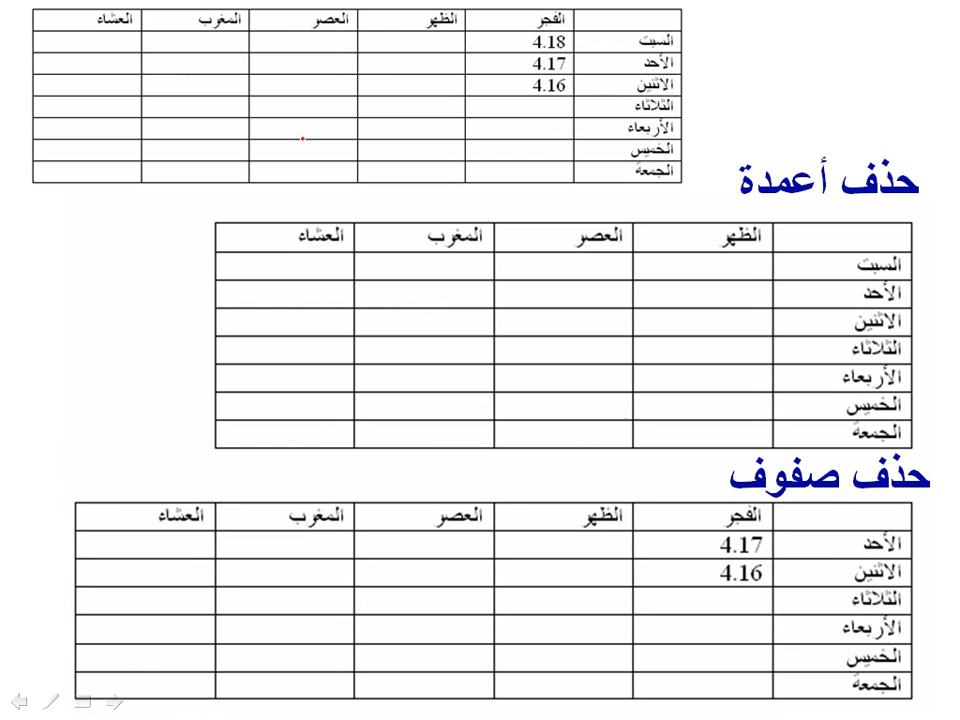 الفجر الظهر العصر المغرب العشاء
السبت 4.18
الأحد 4.17
الاثنين 4.16
الثلاثاء
الأربعاء
الخميس
الجمعة
حذف أعمدة
الظهر العصر المغرب العشاء
السبت
الأحد
الاثنين
الثلاثاء
الأربعاء
الخميس
الجمعة
حذف صفوف
الفجر الظهر العصر المغرب العشاء
الأحد 4.17
الاثنين 4.16
الثلاثاء
الأربعاء
الخميس
الجمعة